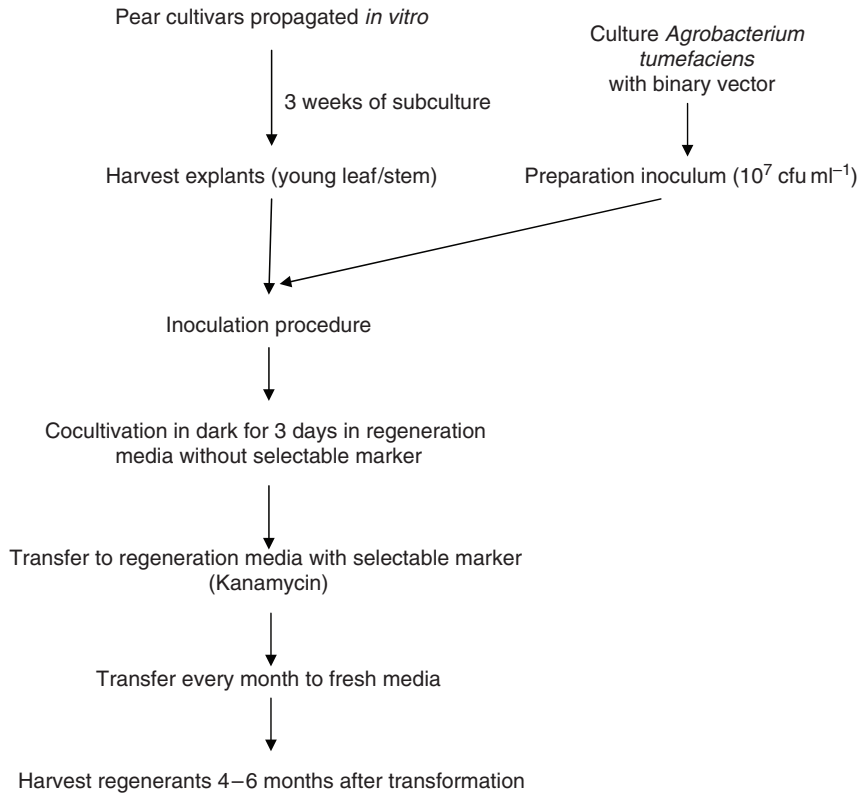 Pear cultivars propagated in vitro
Culture Agrobacterium
tumefaciens
with binary vector
3 weeks of subculture
Harvest explants (young leaf/stem)
Preparation inoculum (10⁷ cfu ml⁻¹)
Inoculation procedure
Cocultivation in dark for 3 days in regeneration
media without selectable marker
Transfer to regeneration media with selectable marker
(Kanamycin)
Transfer every month to fresh media
Harvest regenerants 4–6 months after transformation